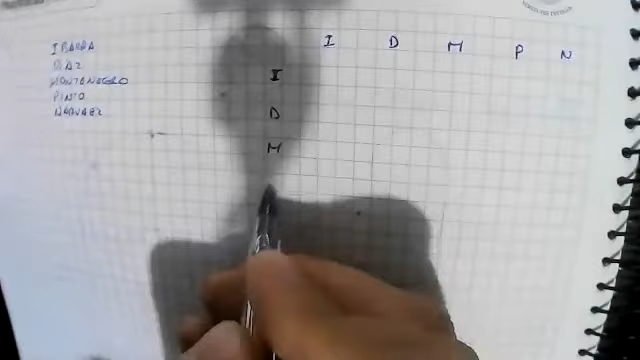 IBARRA
DIAZ
MONTENEGRO
PINTO
NARVAEZ
I D M P N
I
D
M